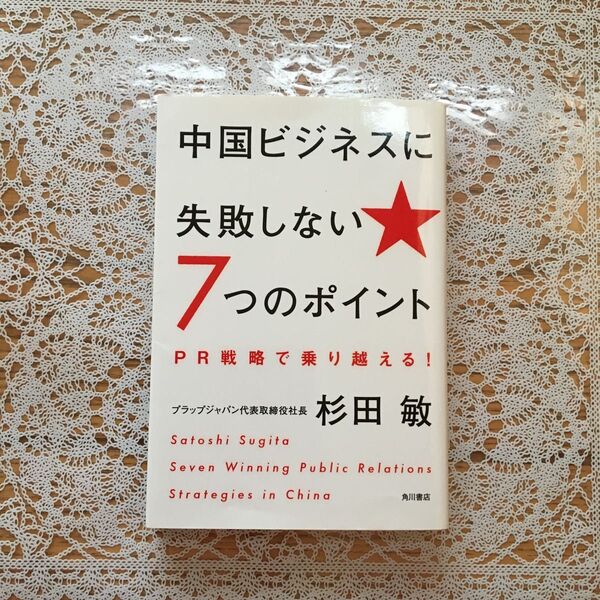 中国ビジネスに
失敗しない★
7つのポイント
PR戦略で乗り越える!
プラップジャパン代表取締役社長 杉田 敏
Satoshi Sugita
Seven Winning Public Relations
Strategies in China
角川書店